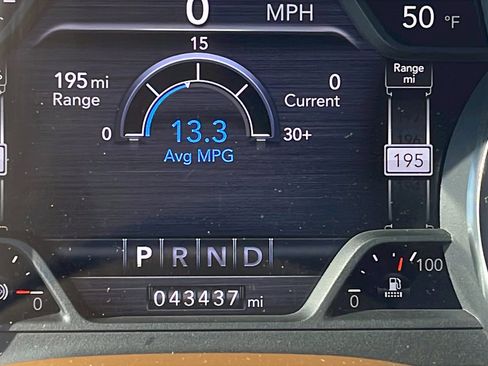 0 MPH
50 °F
15
195 mi
Range
0
Current
0
13.3
30+
Avg MPG
Range
mi
196
195
P R N D
0
043437 mi
0
100